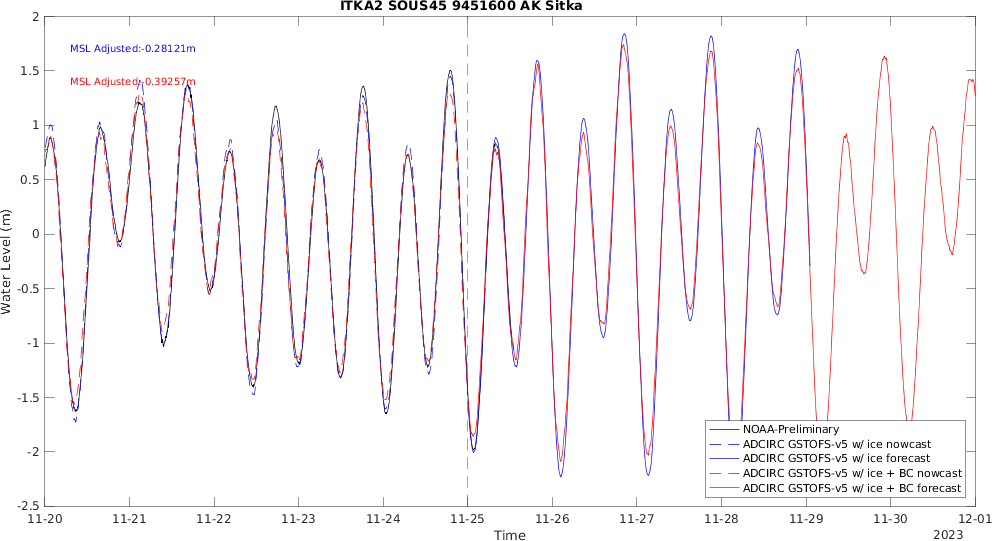 ITKA2 SOUS45 9451600 AK Sitka
MSL Adjusted:-0.28121m
MSL Adjusted:-0.39257m
Water Level (m)
2
1.5
1
0.5
0
-0.5
-1
-1.5
-2
-2.5
NOAA-Preliminary
ADCIRC GSTOFS-v5 w/ ice nowcast
ADCIRC GSTOFS-v5 w/ ice forecast
ADCIRC GSTOFS-v5 w/ ice + BC nowcast
ADCIRC GSTOFS-v5 w/ ice + BC forecast
11-20 11-21 11-22 11-23 11-24 11-25 11-26 11-27 11-28 11-29 11-30 12-01
Time
2023